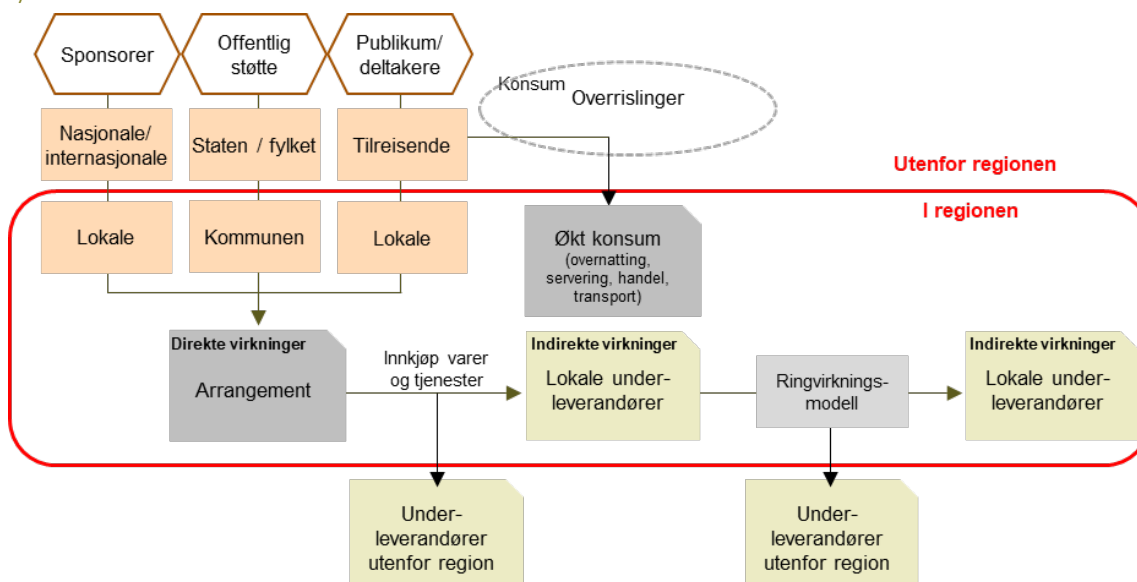 Sponsorer
Offentlig
støtte
Publikum/
deltakere
Konsum
Overrislinger
Nasjonale/
internasjonale
Staten / fylket
Tilreisende
Utenfor regionen
I regionen
Lokale
Kommunen
Lokale
Økt konsum
(overnatting,
servering, handel,
transport)
Direkte virkninger
Arrangement
Innkjøp varer
og tjenester
Indirekte virkninger
Lokale under-
leverandører
Ringvirknings-
modell
Indirekte virkninger
Lokale under-
leverandører
Under-
leverandører
utenfor region
Under-
leverandører
utenfor region